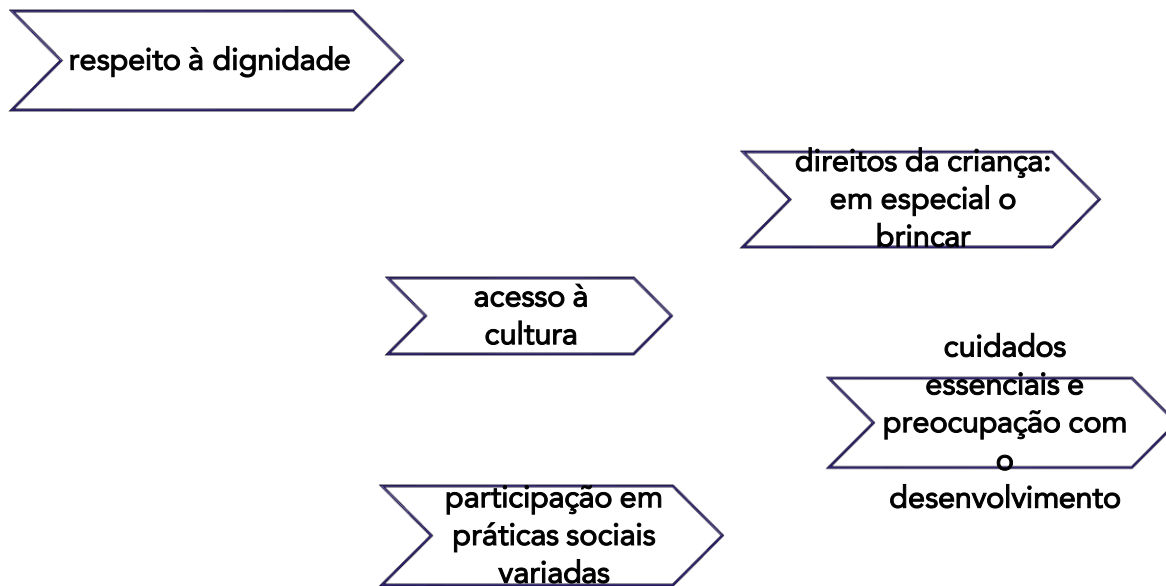 respeito à dignidade
direitos da criança:
em especial o
brincar
acesso à
cultura
cuidados
essenciais e
preocupação com
o
desenvolvimento
participação em
práticas sociais
variadas